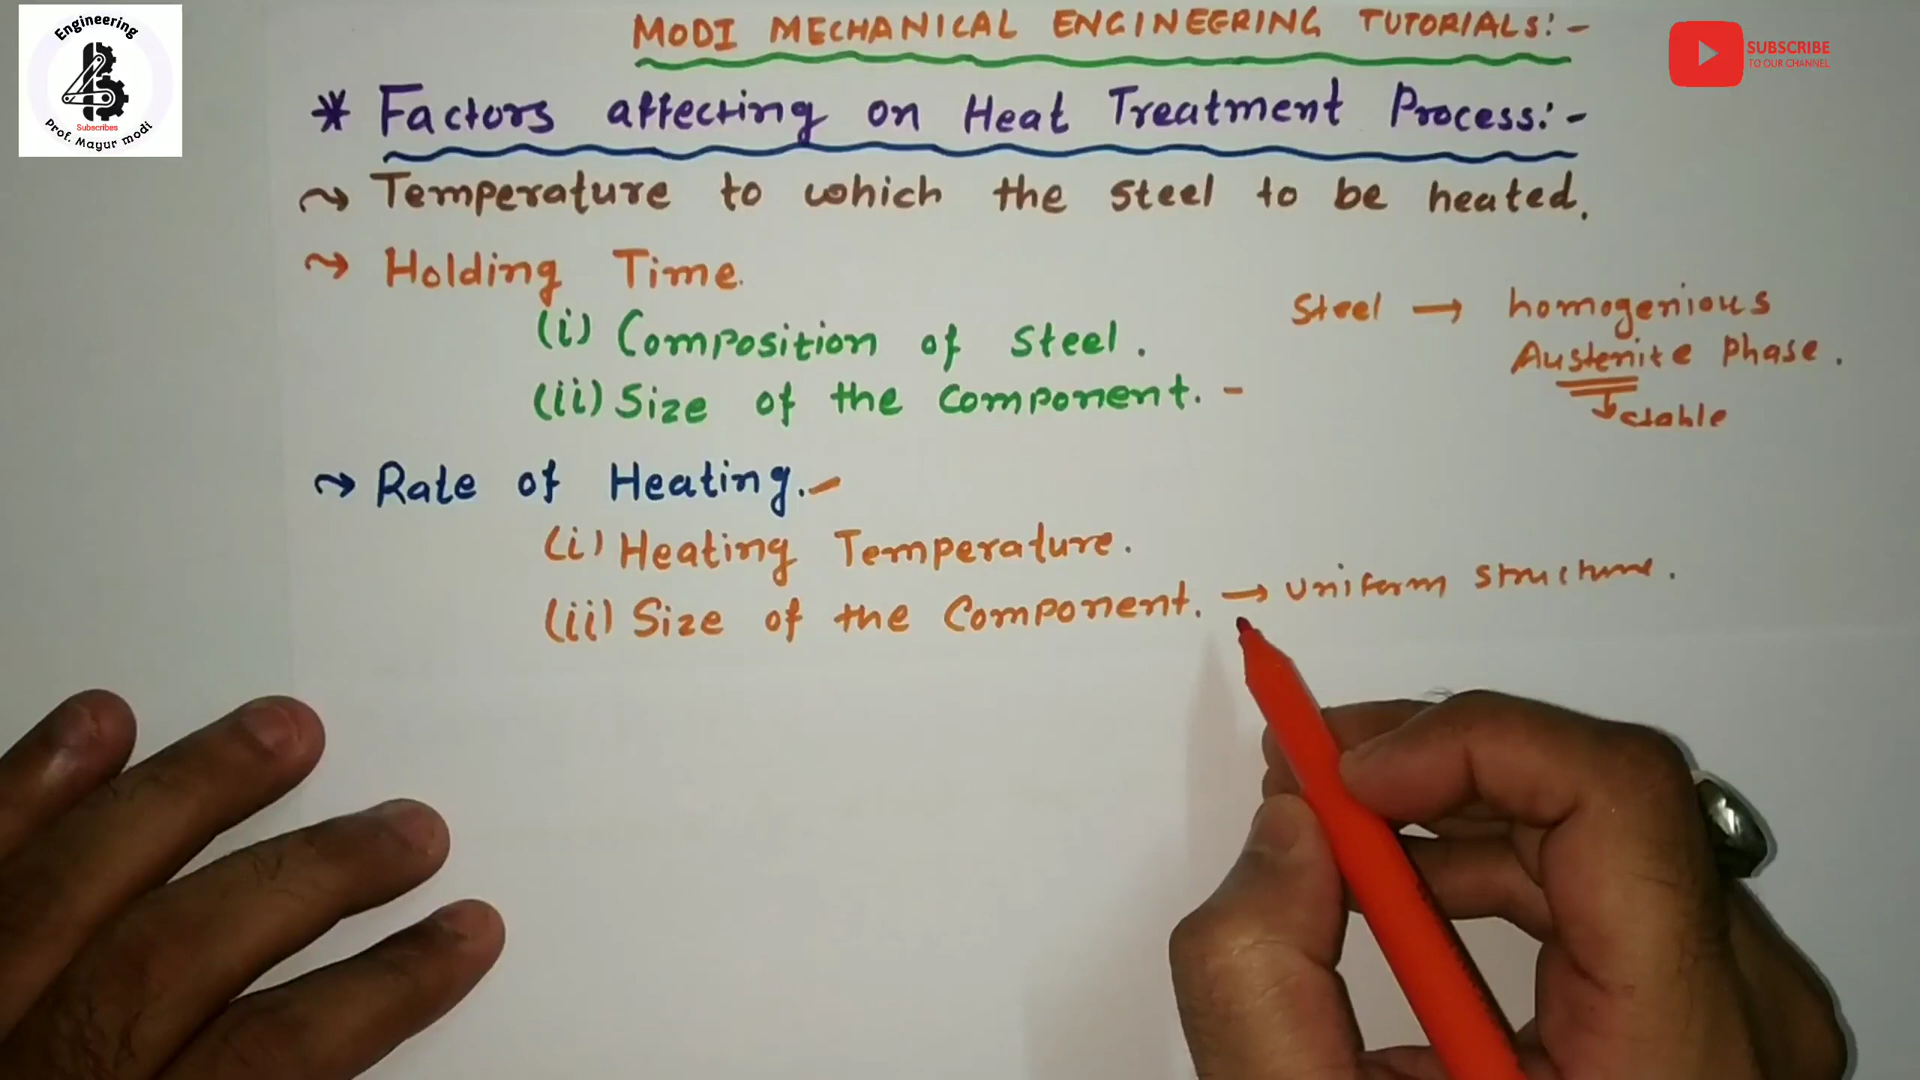 Engineering
Subscribes
Prof. Mayur modi
SUBSCRIBE
TO OUR CHANNEL
MODI MECHANICAL ENGINEERING TUTORIALS:-
* Factors affecting on Heat Treatment Process:-
~> Temperature to which the steel to be heated.
~> Holding Time.
(i) Composition of Steel.
(ii) Size of the Component. -
Steel → homogenious
Austenite Phase.
↳ stable
~> Rate of Heating. -
(i) Heating Temperature.
(ii) Size of the Component. → uniform structure.